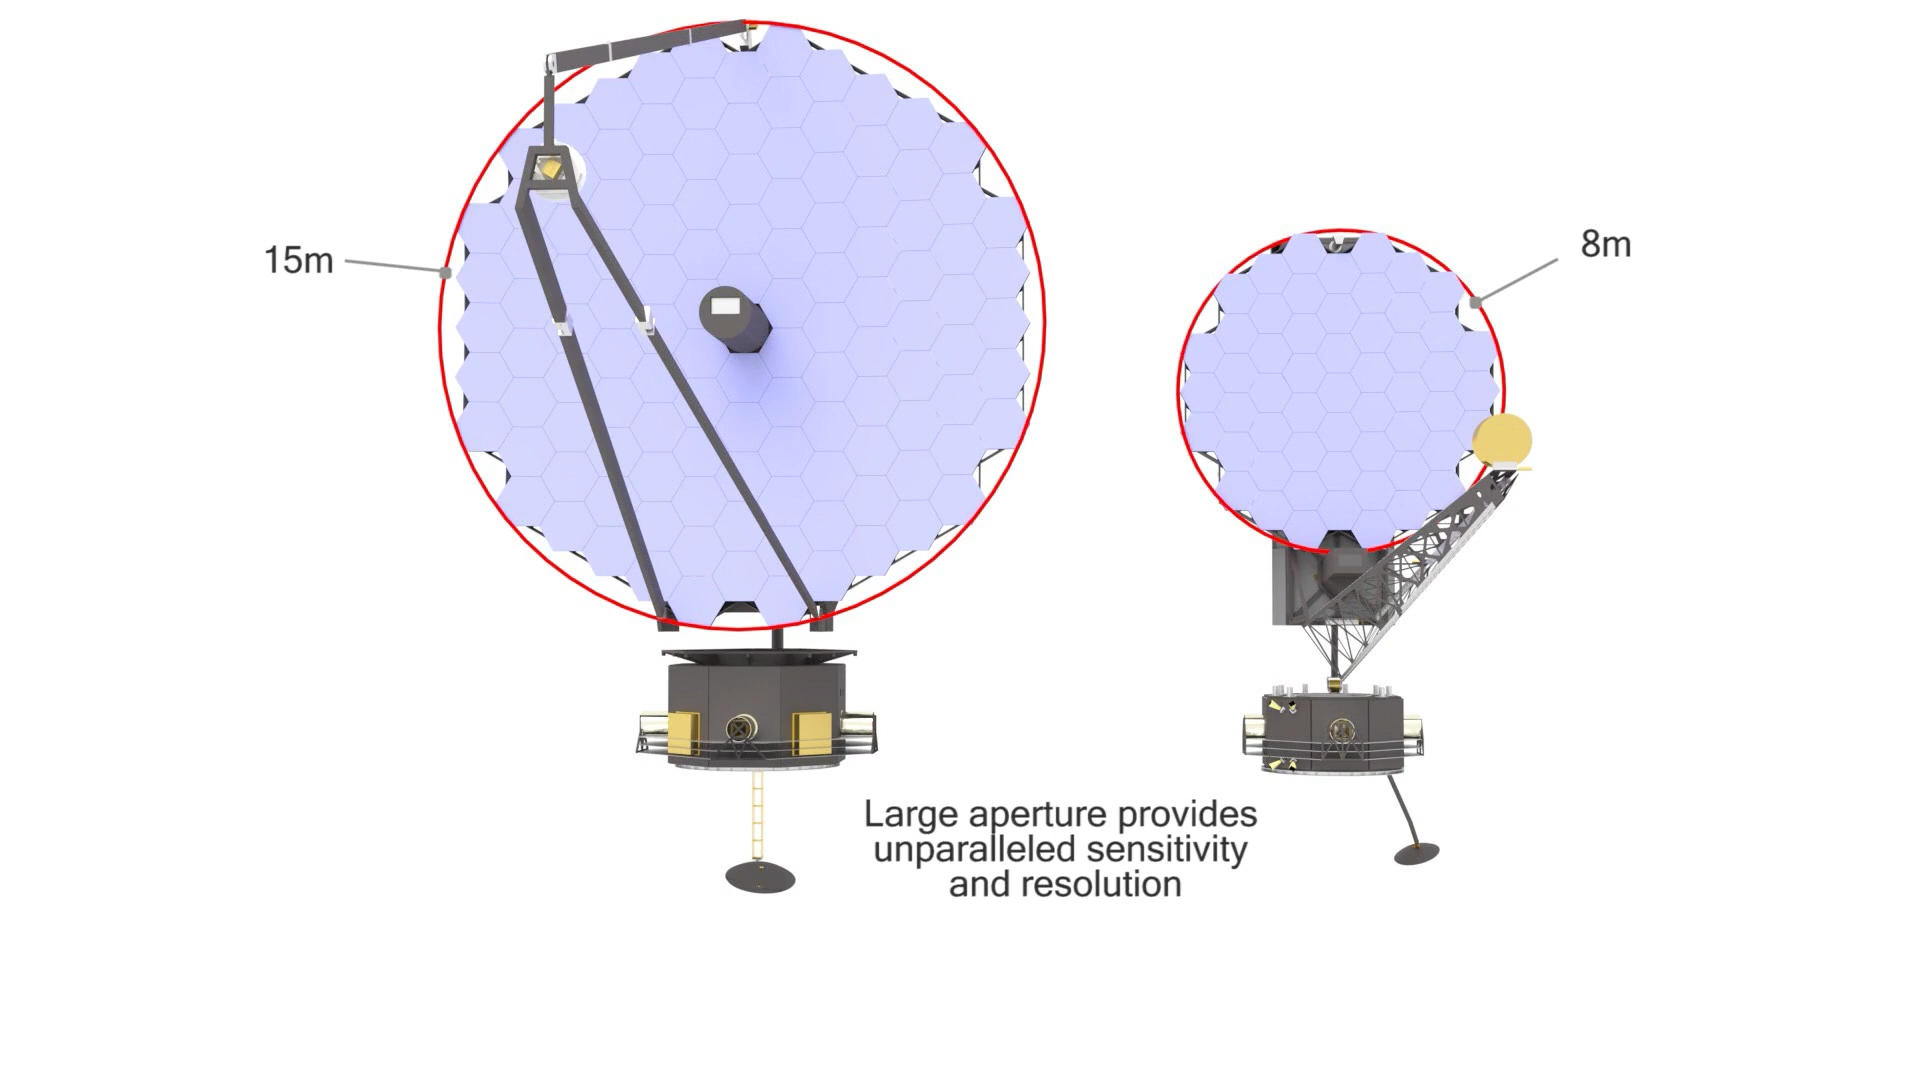 15m
8m
Large aperture provides
unparalleled sensitivity
and resolution